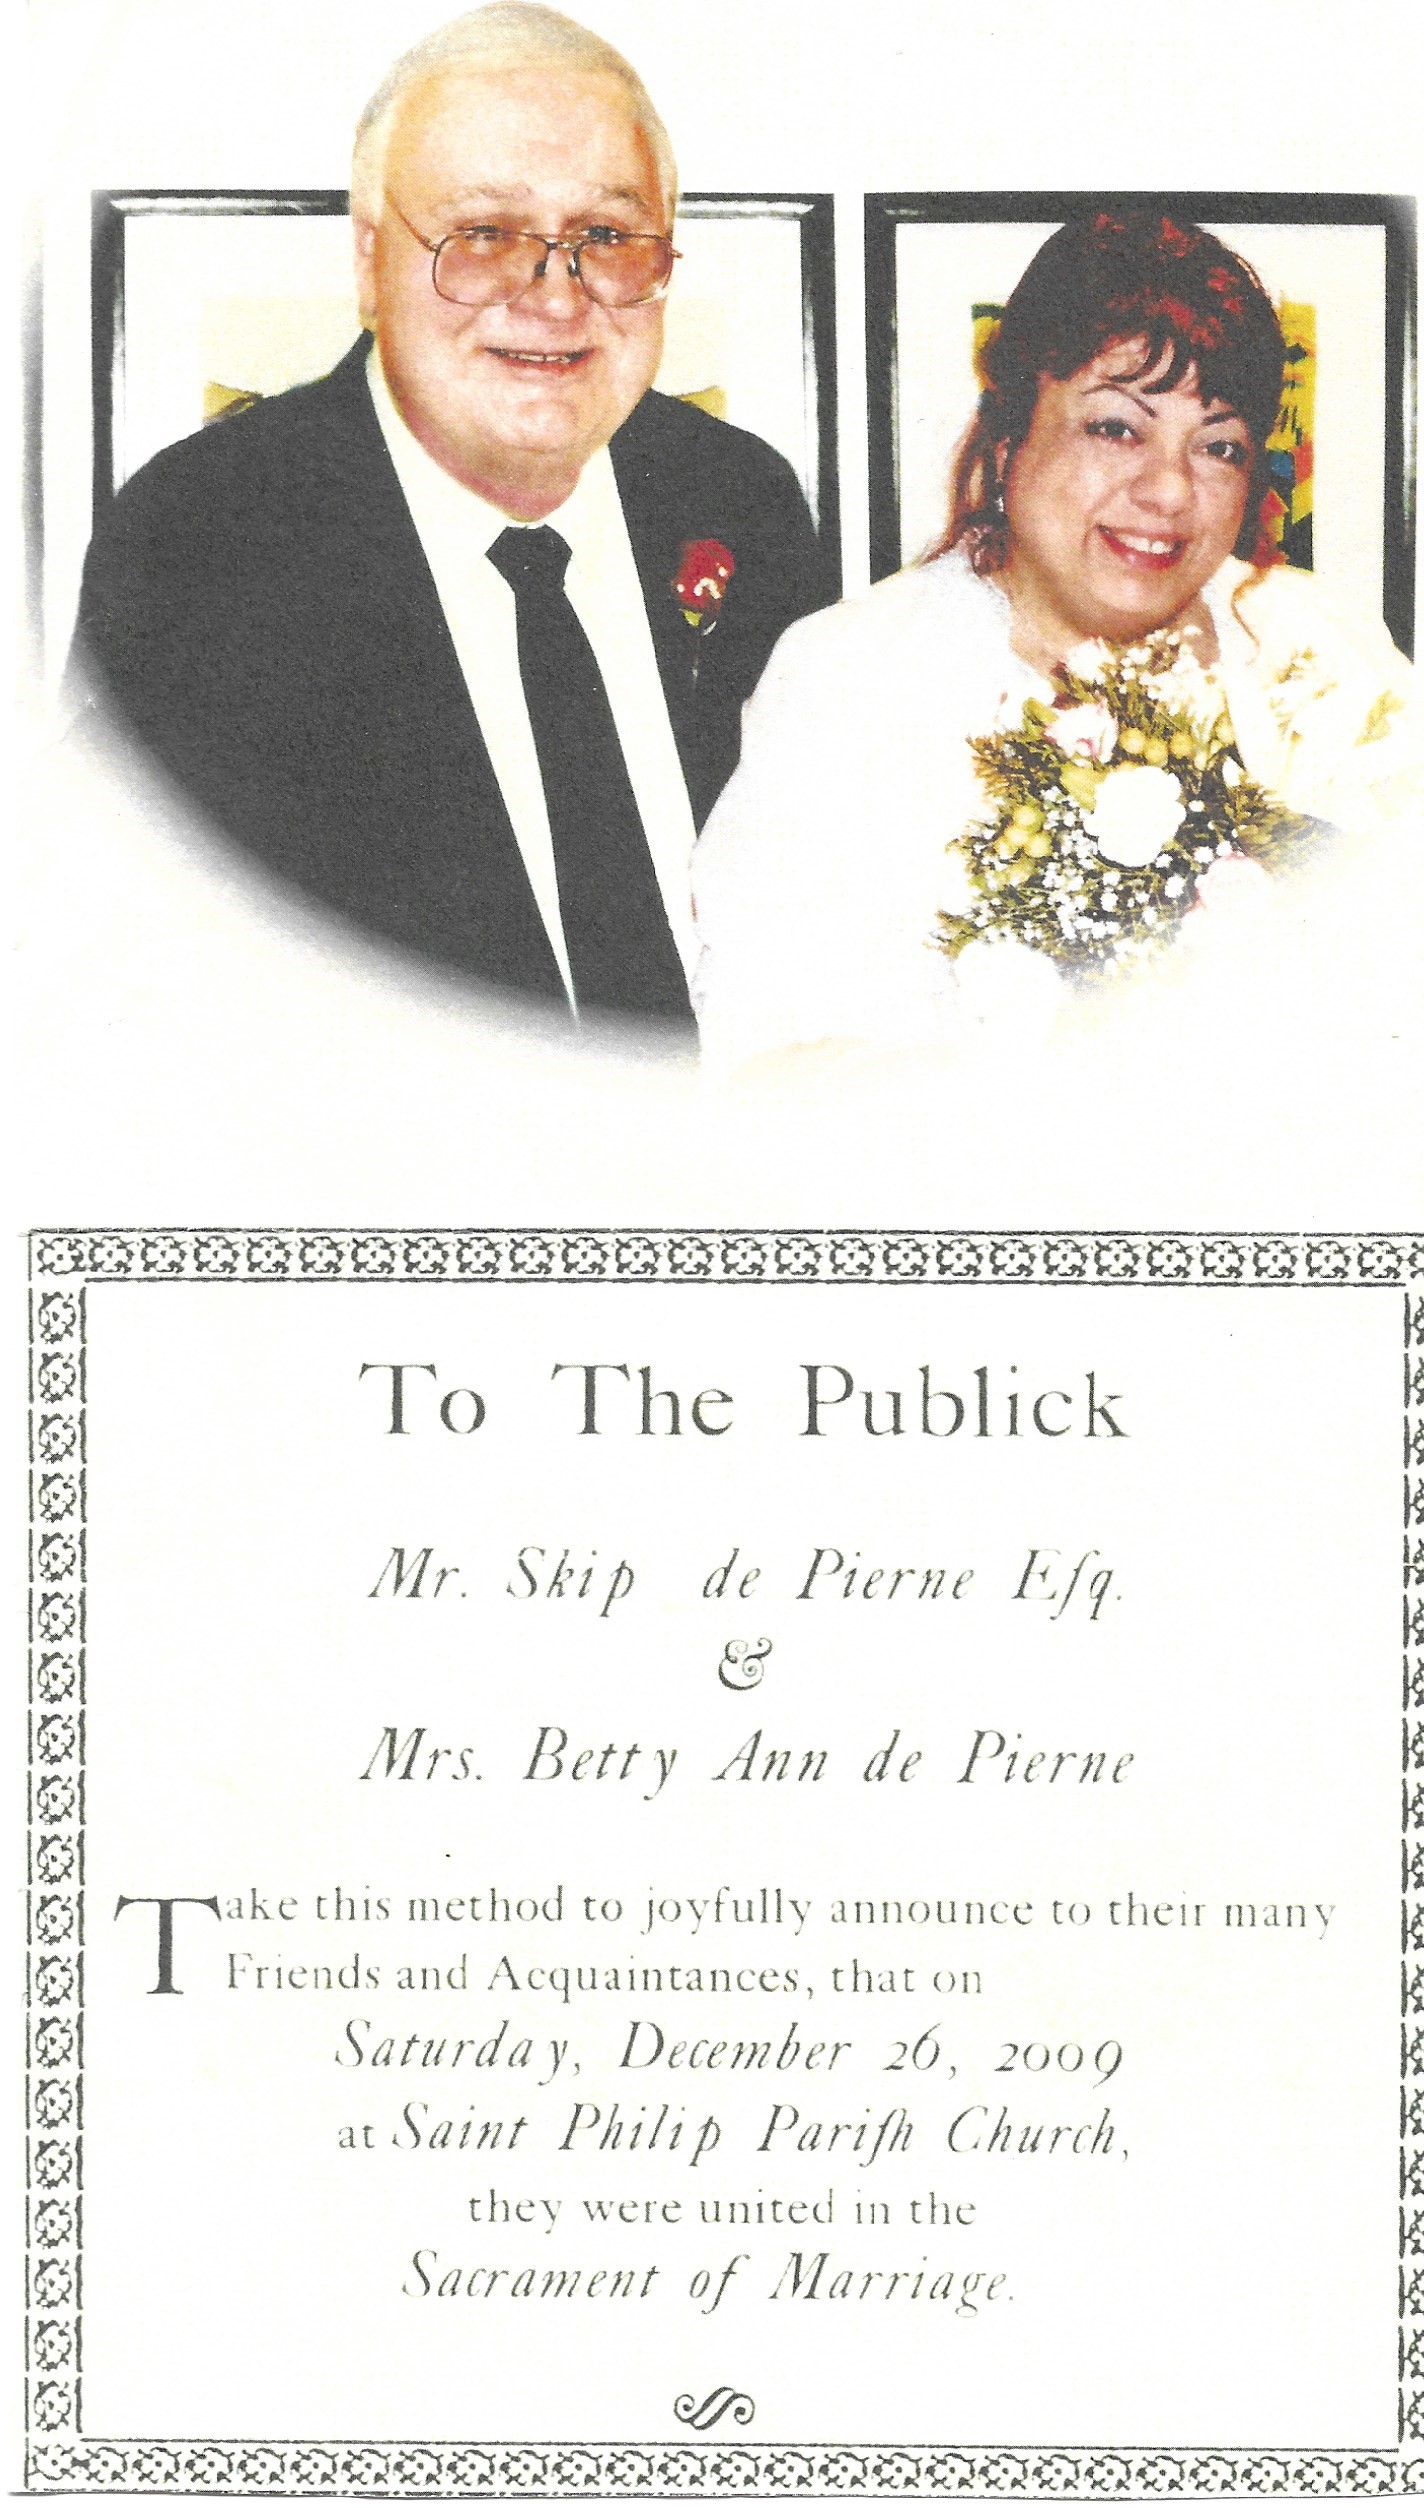 To The Publick
Mr. Skip de Pierne Eſq.
&
Mrs. Betty Ann de Pierne
Take this method to joyfully announce to their many
Friends and Acquaintances, that on
Saturday, December 26, 2009
at Saint Philip Pariſh Church,
they were united in the
Sacrament of Marriage.